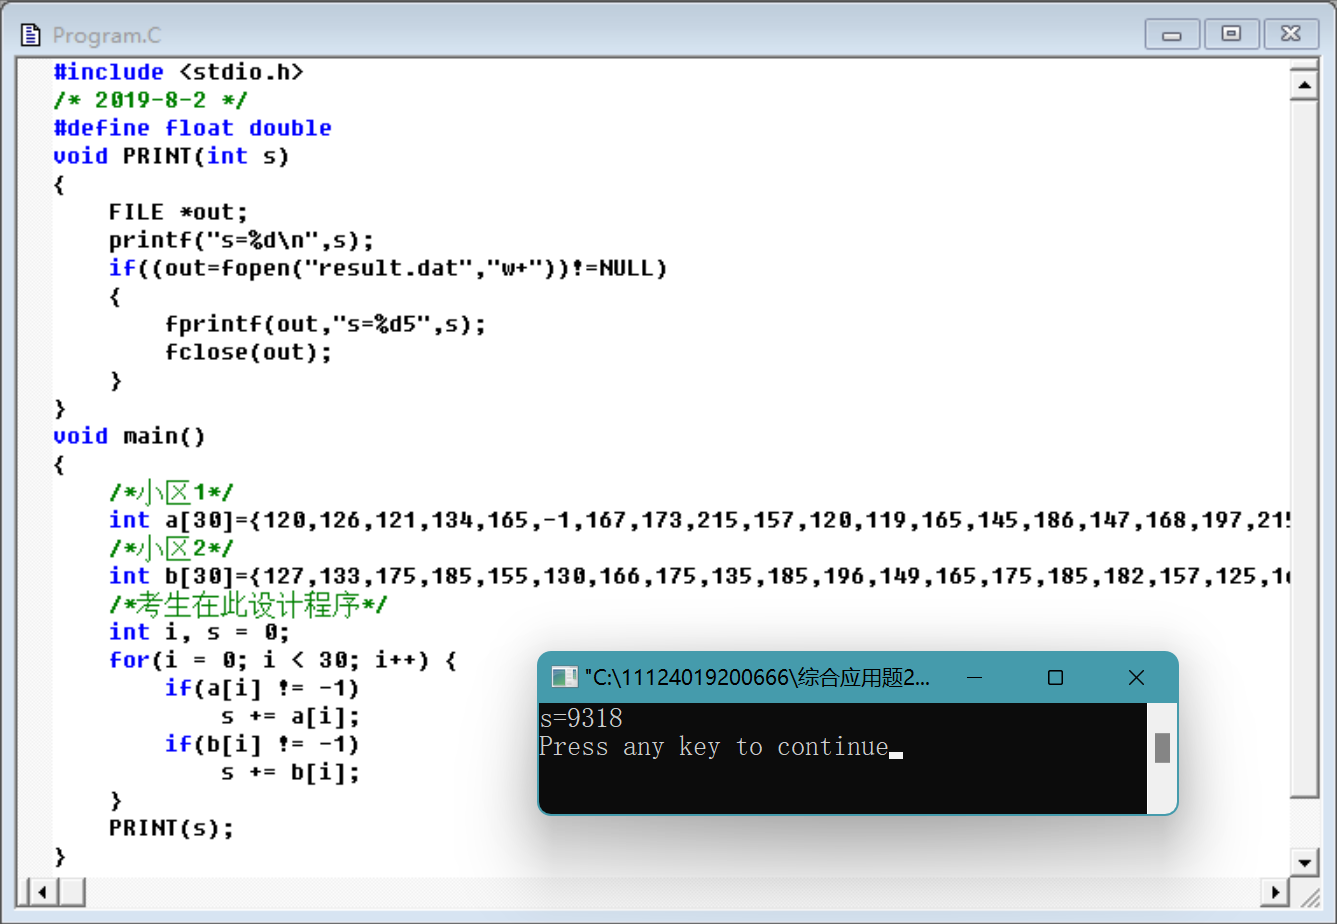 Program.C
#include <stdio.h>
/* 2019-8-2 */
#define float double
void PRINT(int s)
{
FILE *out;
printf("s=%d\n",s);
if((out=fopen("result.dat","w+"))!=NULL)
{
fprintf(out,"s=%d5",s);
fclose(out);
}
}
void main()
{
/*小区1*/
int a[30]={120,126,121,134,165,-1,167,173,215,157,120,119,165,145,186,147,168,197,215
/*小区2*/
int b[30]={127,133,175,185,155,130,166,175,135,185,196,149,165,175,185,182,157,125,
/*考生在此设计程序*/
int i, s = 0;
for(i = 0; i < 30; i++) {
if(a[i] != -1)
s += a[i];
if(b[i] != -1)
s += b[i];
}
PRINT(s);
}
"C:\11124019200666\综合应用题2...
s=9318
Press any key to continue